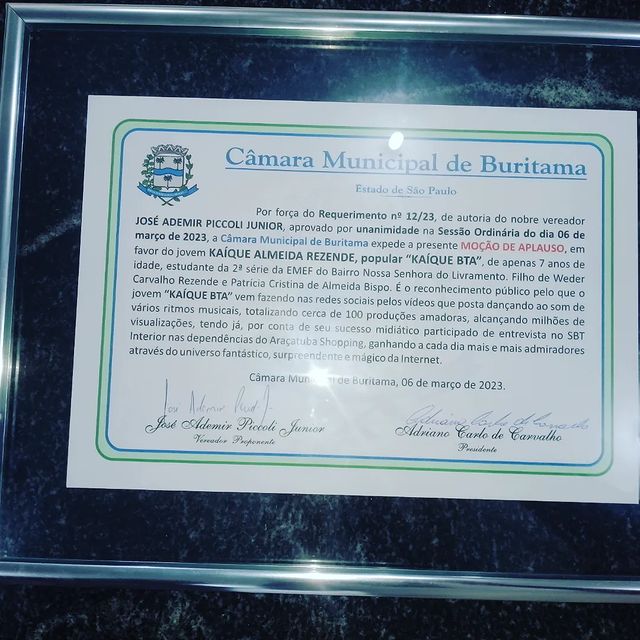 Câmara Municipal de Buritama
Estado de São Paulo
Por força do Requerimento nº 12/23, de autoria do nobre vereador
JOSÉ ADEMIR PICCOLI JUNIOR, aprovado por unanimidade na Sessão Ordinária do dia 06 de
março de 2023, a Câmara Municipal de Buritama expede a presente MOÇÃO DE APLAUSO, em
favor do jovem KAÍQUE ALMEIDA REZENDE, popular “KAÍQUE BTA”, de apenas 7 anos de
idade, estudante da 2ª série da EMEF do Bairro Nossa Senhora do Livramento. Filho de Weder
Carvalho Rezende e Patrícia Cristina de Almeida Bispo. É o reconhecimento público pelo que o
jovem “KAÍQUE BTA” vem fazendo nas redes sociais pelos vídeos que posta dançando ao som de
vários ritmos musicais, totalizando cerca de 100 produções amadoras, alcançando milhões de
visualizações, tendo já, por conta de seu sucesso midiático participado de entrevista no SBT
Interior nas dependências do Araçatuba Shopping, ganhando a cada dia mais e mais admiradores
através do universo fantástico, surpreendente e mágico da Internet.
Câmara Municipal de Buritama, 06 de março de 2023.
José Ademir Piccoli Junior
Vereador Proponente
Adriano Carlo de Carvalho
Presidente